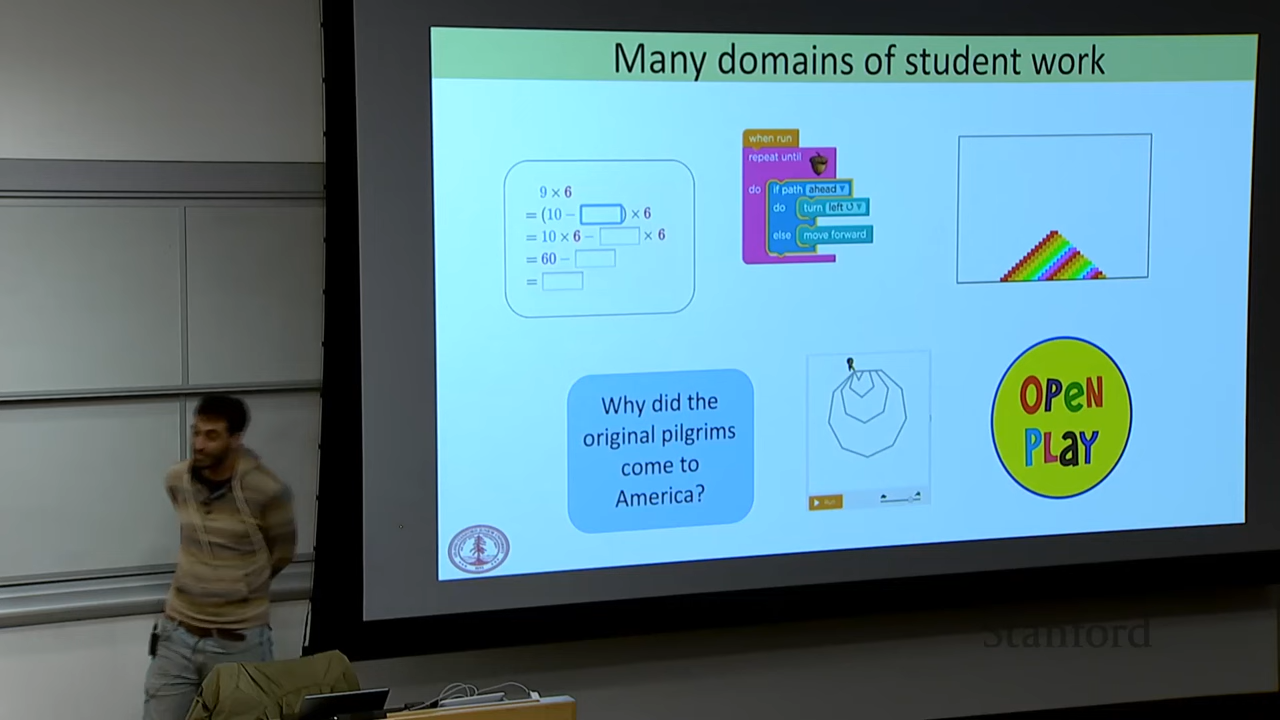 Many domains of student work
9 × 6
= (10 − ) × 6
= 10 × 6 − × 6
= 60 −
=
when run
repeat until
do if path ahead
do turn left ↺
else move forward
Why did the
original pilgrims
come to
America?
Run
OPeN
PLay
Stanford